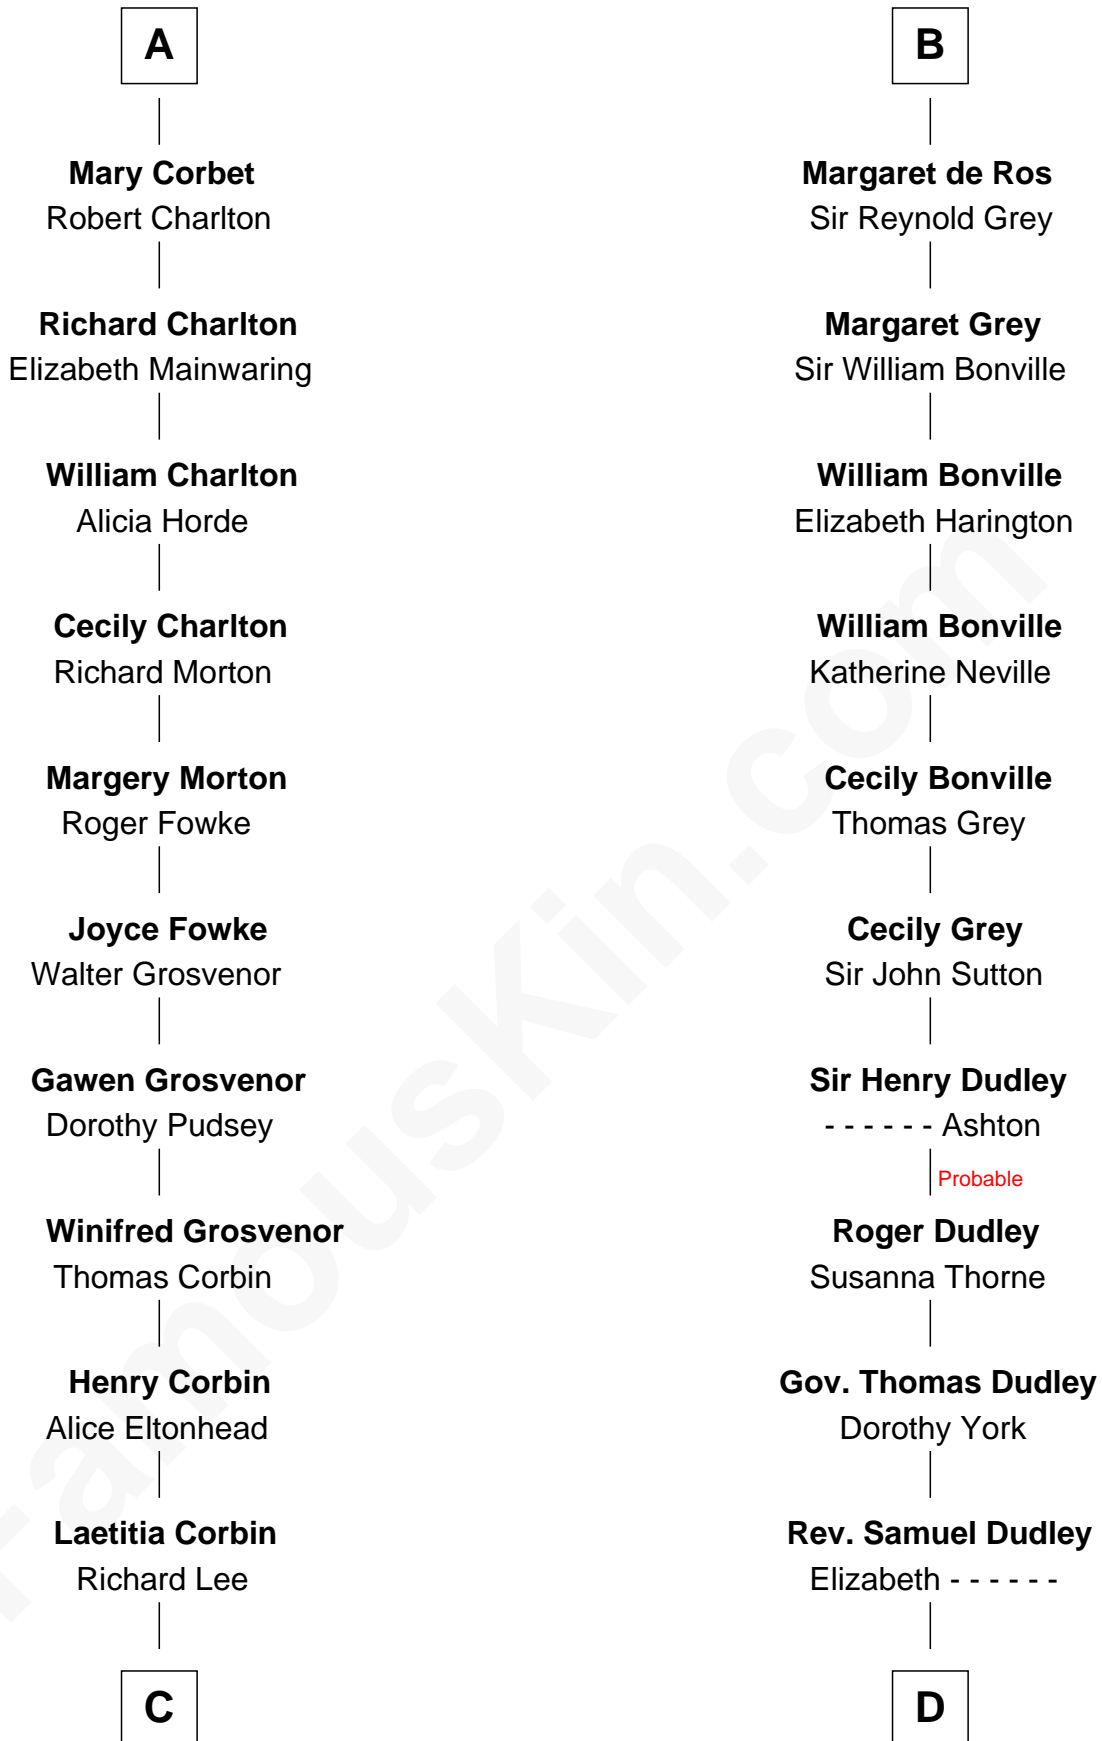 A
Mary Corbet
Robert Charlton
Richard Charlton
Elizabeth Mainwaring
William Charlton
Alicia Horde
Cecily Charlton
Richard Morton
Margery Morton
Roger Fowke
Joyce Fowke
Walter Grosvenor
Gawen Grosvenor
Dorothy Pudsey
Winifred Grosvenor
Thomas Corbin
Henry Corbin
Alice Eltonhead
Laetitia Corbin
Richard Lee
C
B
Margaret de Ros
Sir Reynold Grey
Margaret Grey
Sir William Bonville
William Bonville
Elizabeth Harington
William Bonville
Katherine Neville
Cecily Bonville
Thomas Grey
Cecily Grey
Sir John Sutton
Sir Henry Dudley
- - - - - - Ashton
Probable
Roger Dudley
Susanna Thorne
Gov. Thomas Dudley
Dorothy York
Rev. Samuel Dudley
Elizabeth - - - - - -
D
FamousKin.com